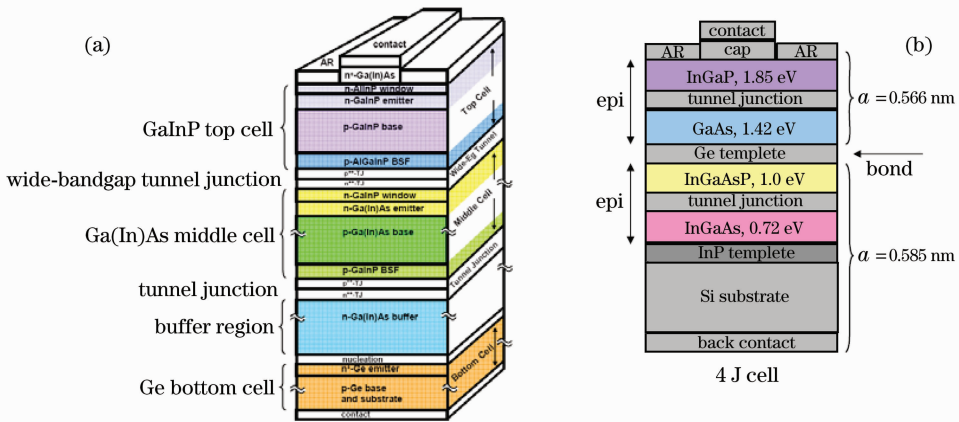 (a)
contact
AR
n⁺-Ga(In)As
n-AlInP window
n-GaInP emitter
p-GaInP base
p-AlGaInP BSF
p⁺⁺-TJ
n⁺⁺-TJ
n-GaInP window
n-Ga(In)As emitter
p-Ga(In)As base
p-GaInP BSF
p⁺⁺-TJ
n⁺⁺-TJ
n-Ga(In)As buffer
nucleation
n⁺-Ge emitter
p-Ge base
and substrate
contact
Top Cell
Wide-Eg Tunnel
Middle Cell
Tunnel Junction
Bottom Cell
GaInP top cell
wide-bandgap tunnel junction
Ga(In)As middle cell
tunnel junction
buffer region
Ge bottom cell
(b)
contact
AR
cap
AR
InGaP, 1.85 eV
tunnel junction
GaAs, 1.42 eV
Ge templete
InGaAsP, 1.0 eV
tunnel junction
InGaAs, 0.72 eV
InP templete
Si substrate
back contact
epi
epi
a = 0.566 nm
bond
a = 0.585 nm
4 J cell